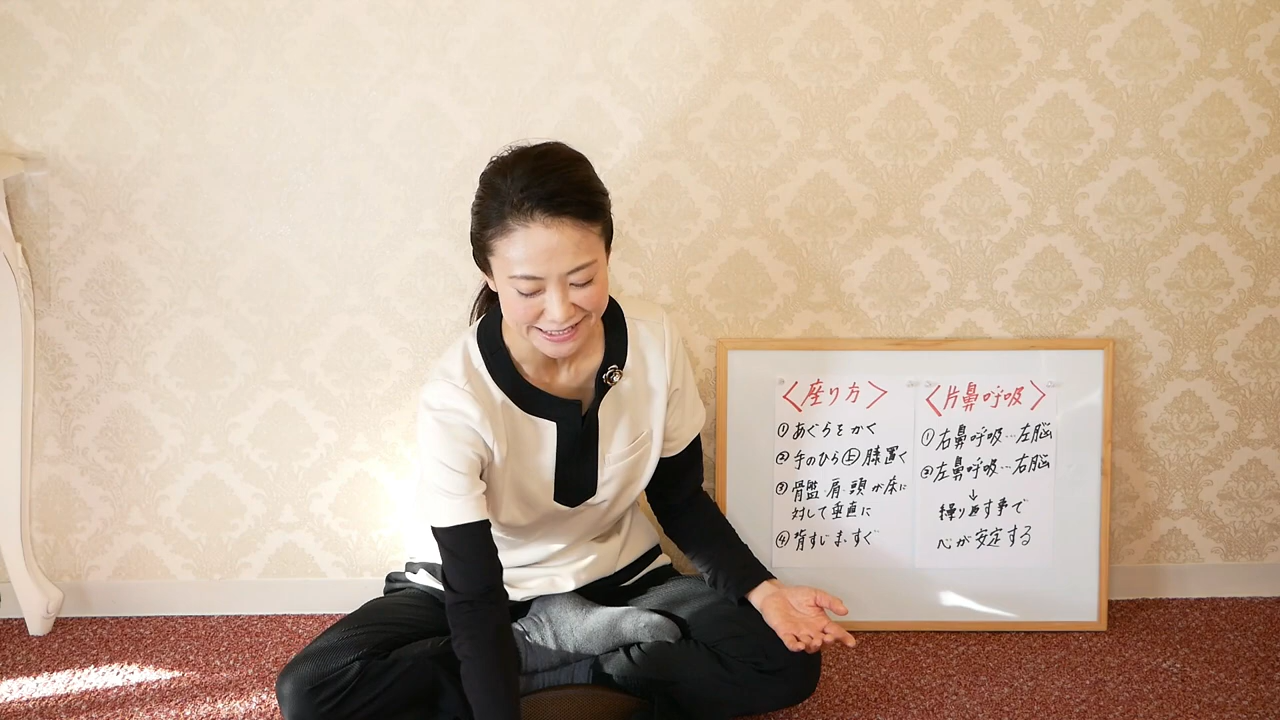 〈座り方〉
①あぐらをかく
②手のひら㊤膝置く
③骨盤、肩、頭が床に
対して垂直に
④背すじまっすぐ
〈片鼻呼吸〉
①右鼻呼吸…左脳
②左鼻呼吸…右脳
↓
繰り返す事で
心が安定する